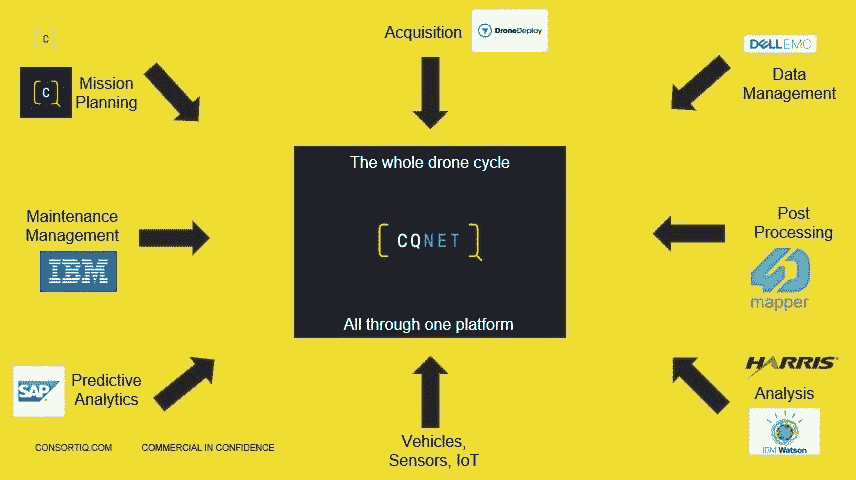 [C]
Acquisition
DroneDeploy
DELLEMC
Data
Management
[C]
Mission
Planning
The whole drone cycle
[CQNET]
All through one platform
Maintenance
Management
IBM
Post
Processing
4D
mapper
SAP
Predictive
Analytics
HARRIS
Analysis
IBM Watson
Vehicles,
Sensors, IoT
CONSORTIQ.COM COMMERCIAL IN CONFIDENCE